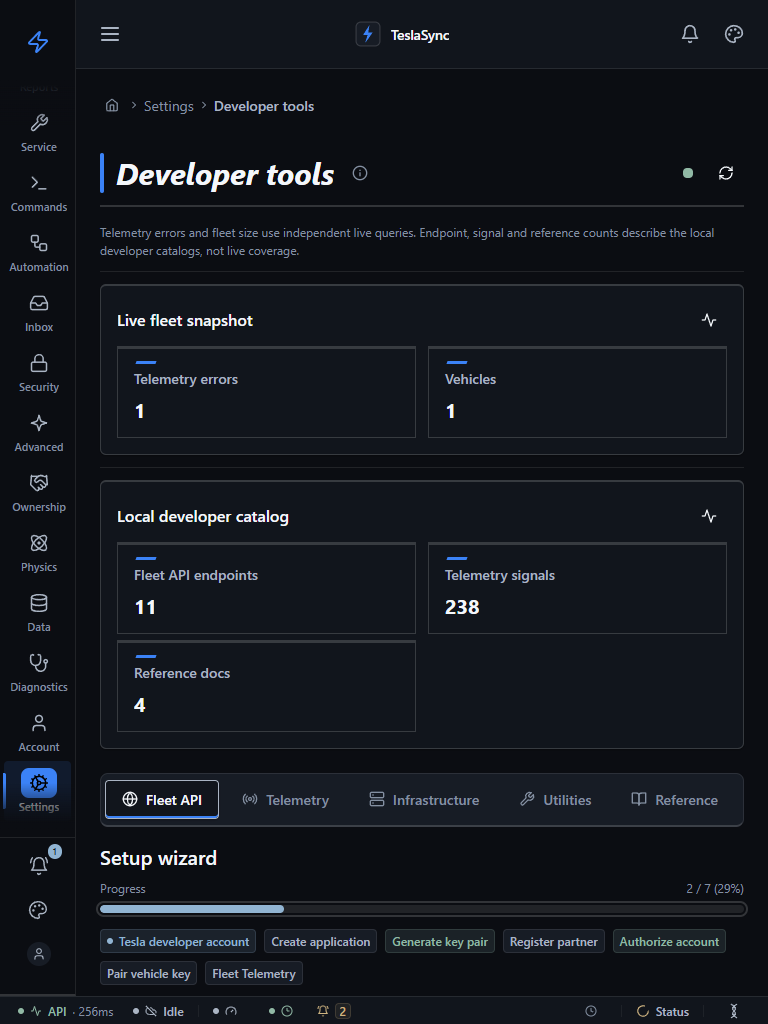 TeslaSync
Settings
Developer tools
Service
Commands
Automation
Inbox
Security
Advanced
Ownership
Physics
Data
Diagnostics
Account
Settings
1
Developer tools
Telemetry errors and fleet size use independent live queries. Endpoint, signal and reference counts describe the local
developer catalogs, not live coverage.
Live fleet snapshot
Telemetry errors
1
Vehicles
1
Local developer catalog
Fleet API endpoints
11
Telemetry signals
238
Reference docs
4
Fleet API
Telemetry
Infrastructure
Utilities
Reference
Setup wizard
Progress
2 / 7 (29%)
Tesla developer account
Create application
Generate key pair
Register partner
Authorize account
Pair vehicle key
Fleet Telemetry
API · 256ms
Idle
2
Status